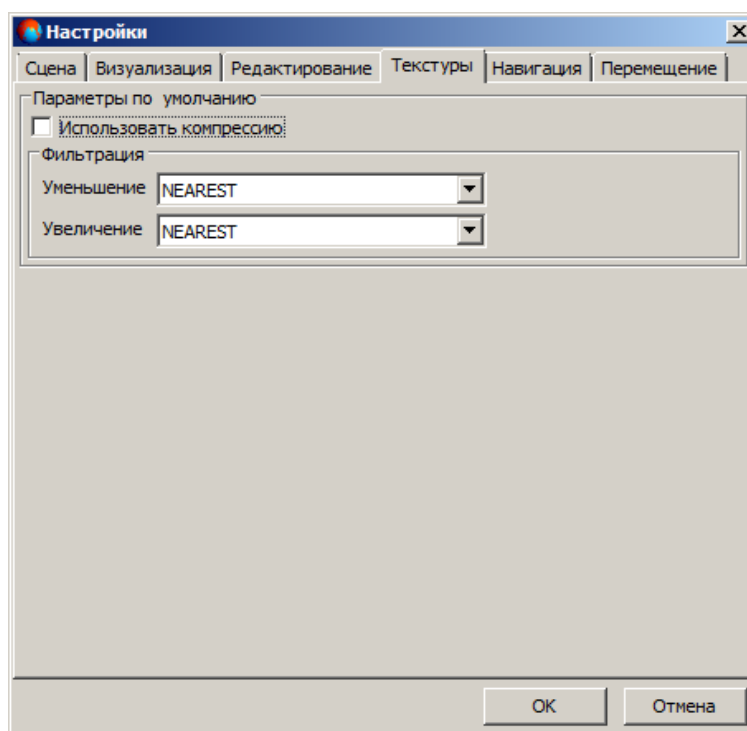 Настройки
Сцена Визуализация Редактирование Текстуры Навигация Перемещение
Параметры по умолчанию
Использовать компрессию
Фильтрация
Уменьшение NEAREST
Увеличение NEAREST
OK Отмена